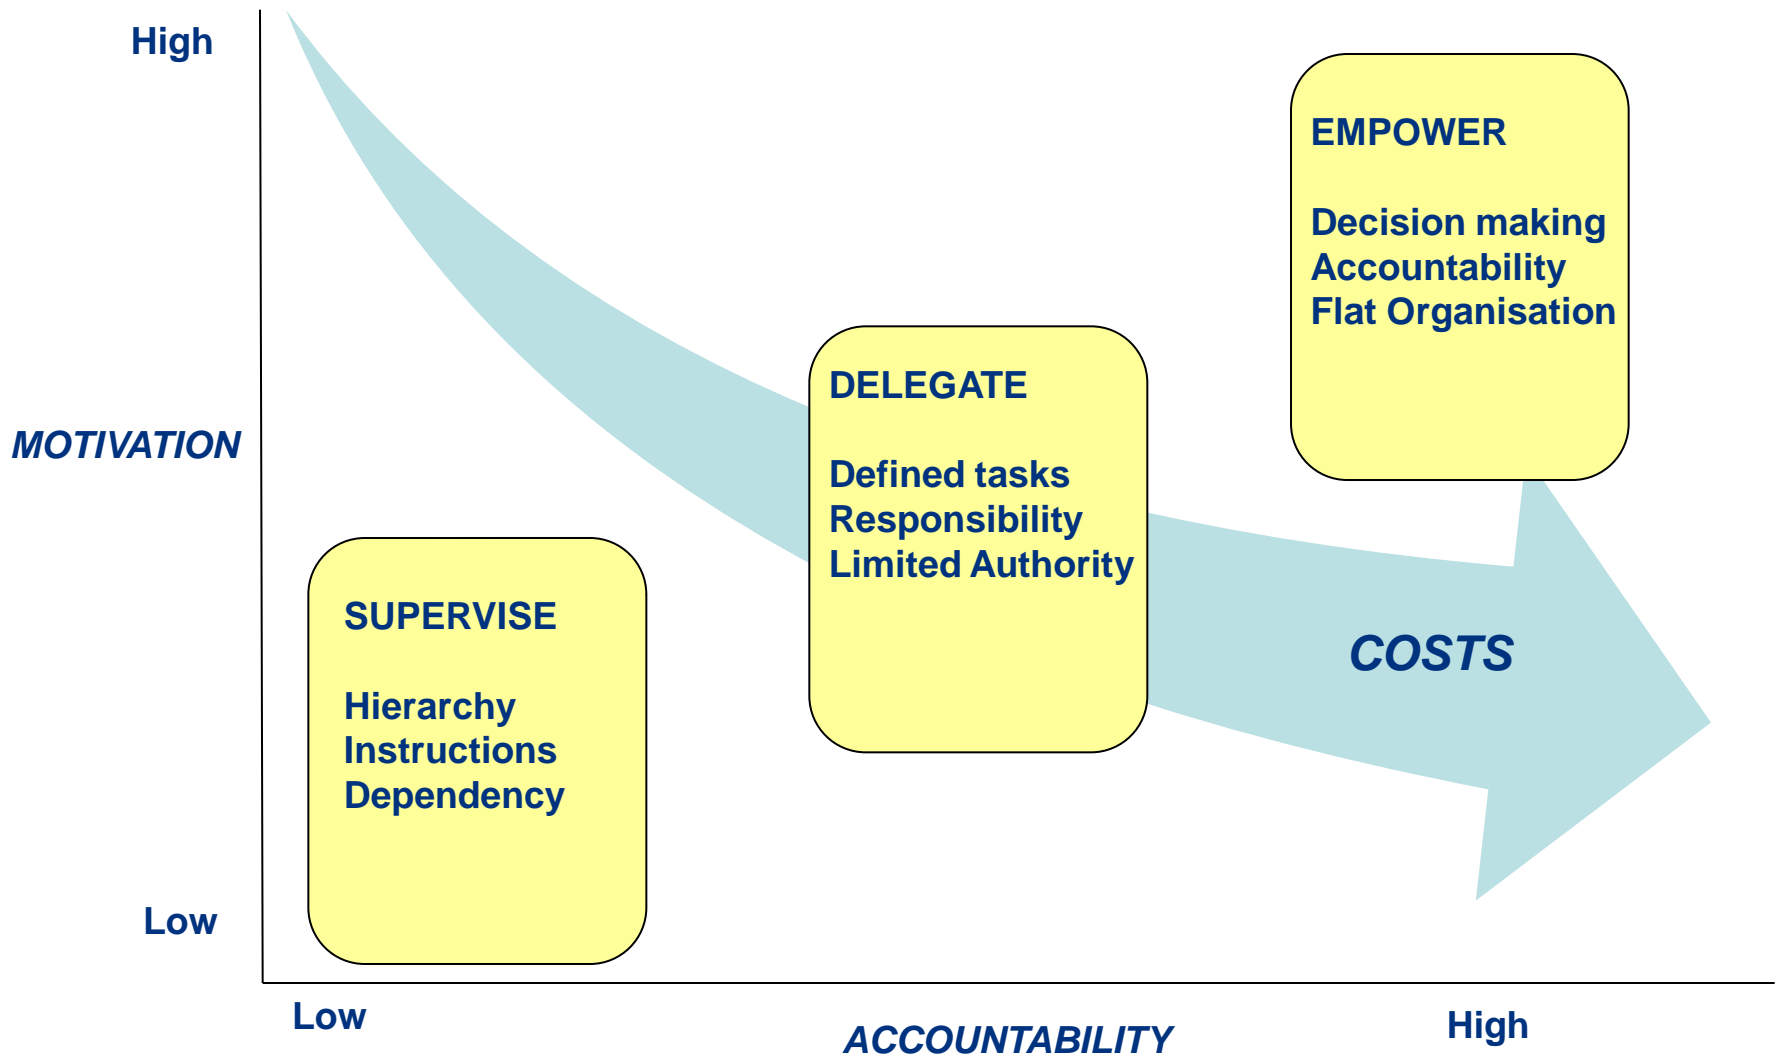 High
EMPOWER
Decision making
Accountability
Flat Organisation
DELEGATE
Defined tasks
Responsibility
Limited Authority
MOTIVATION
SUPERVISE
Hierarchy
Instructions
Dependency
COSTS
Low
Low
ACCOUNTABILITY
High